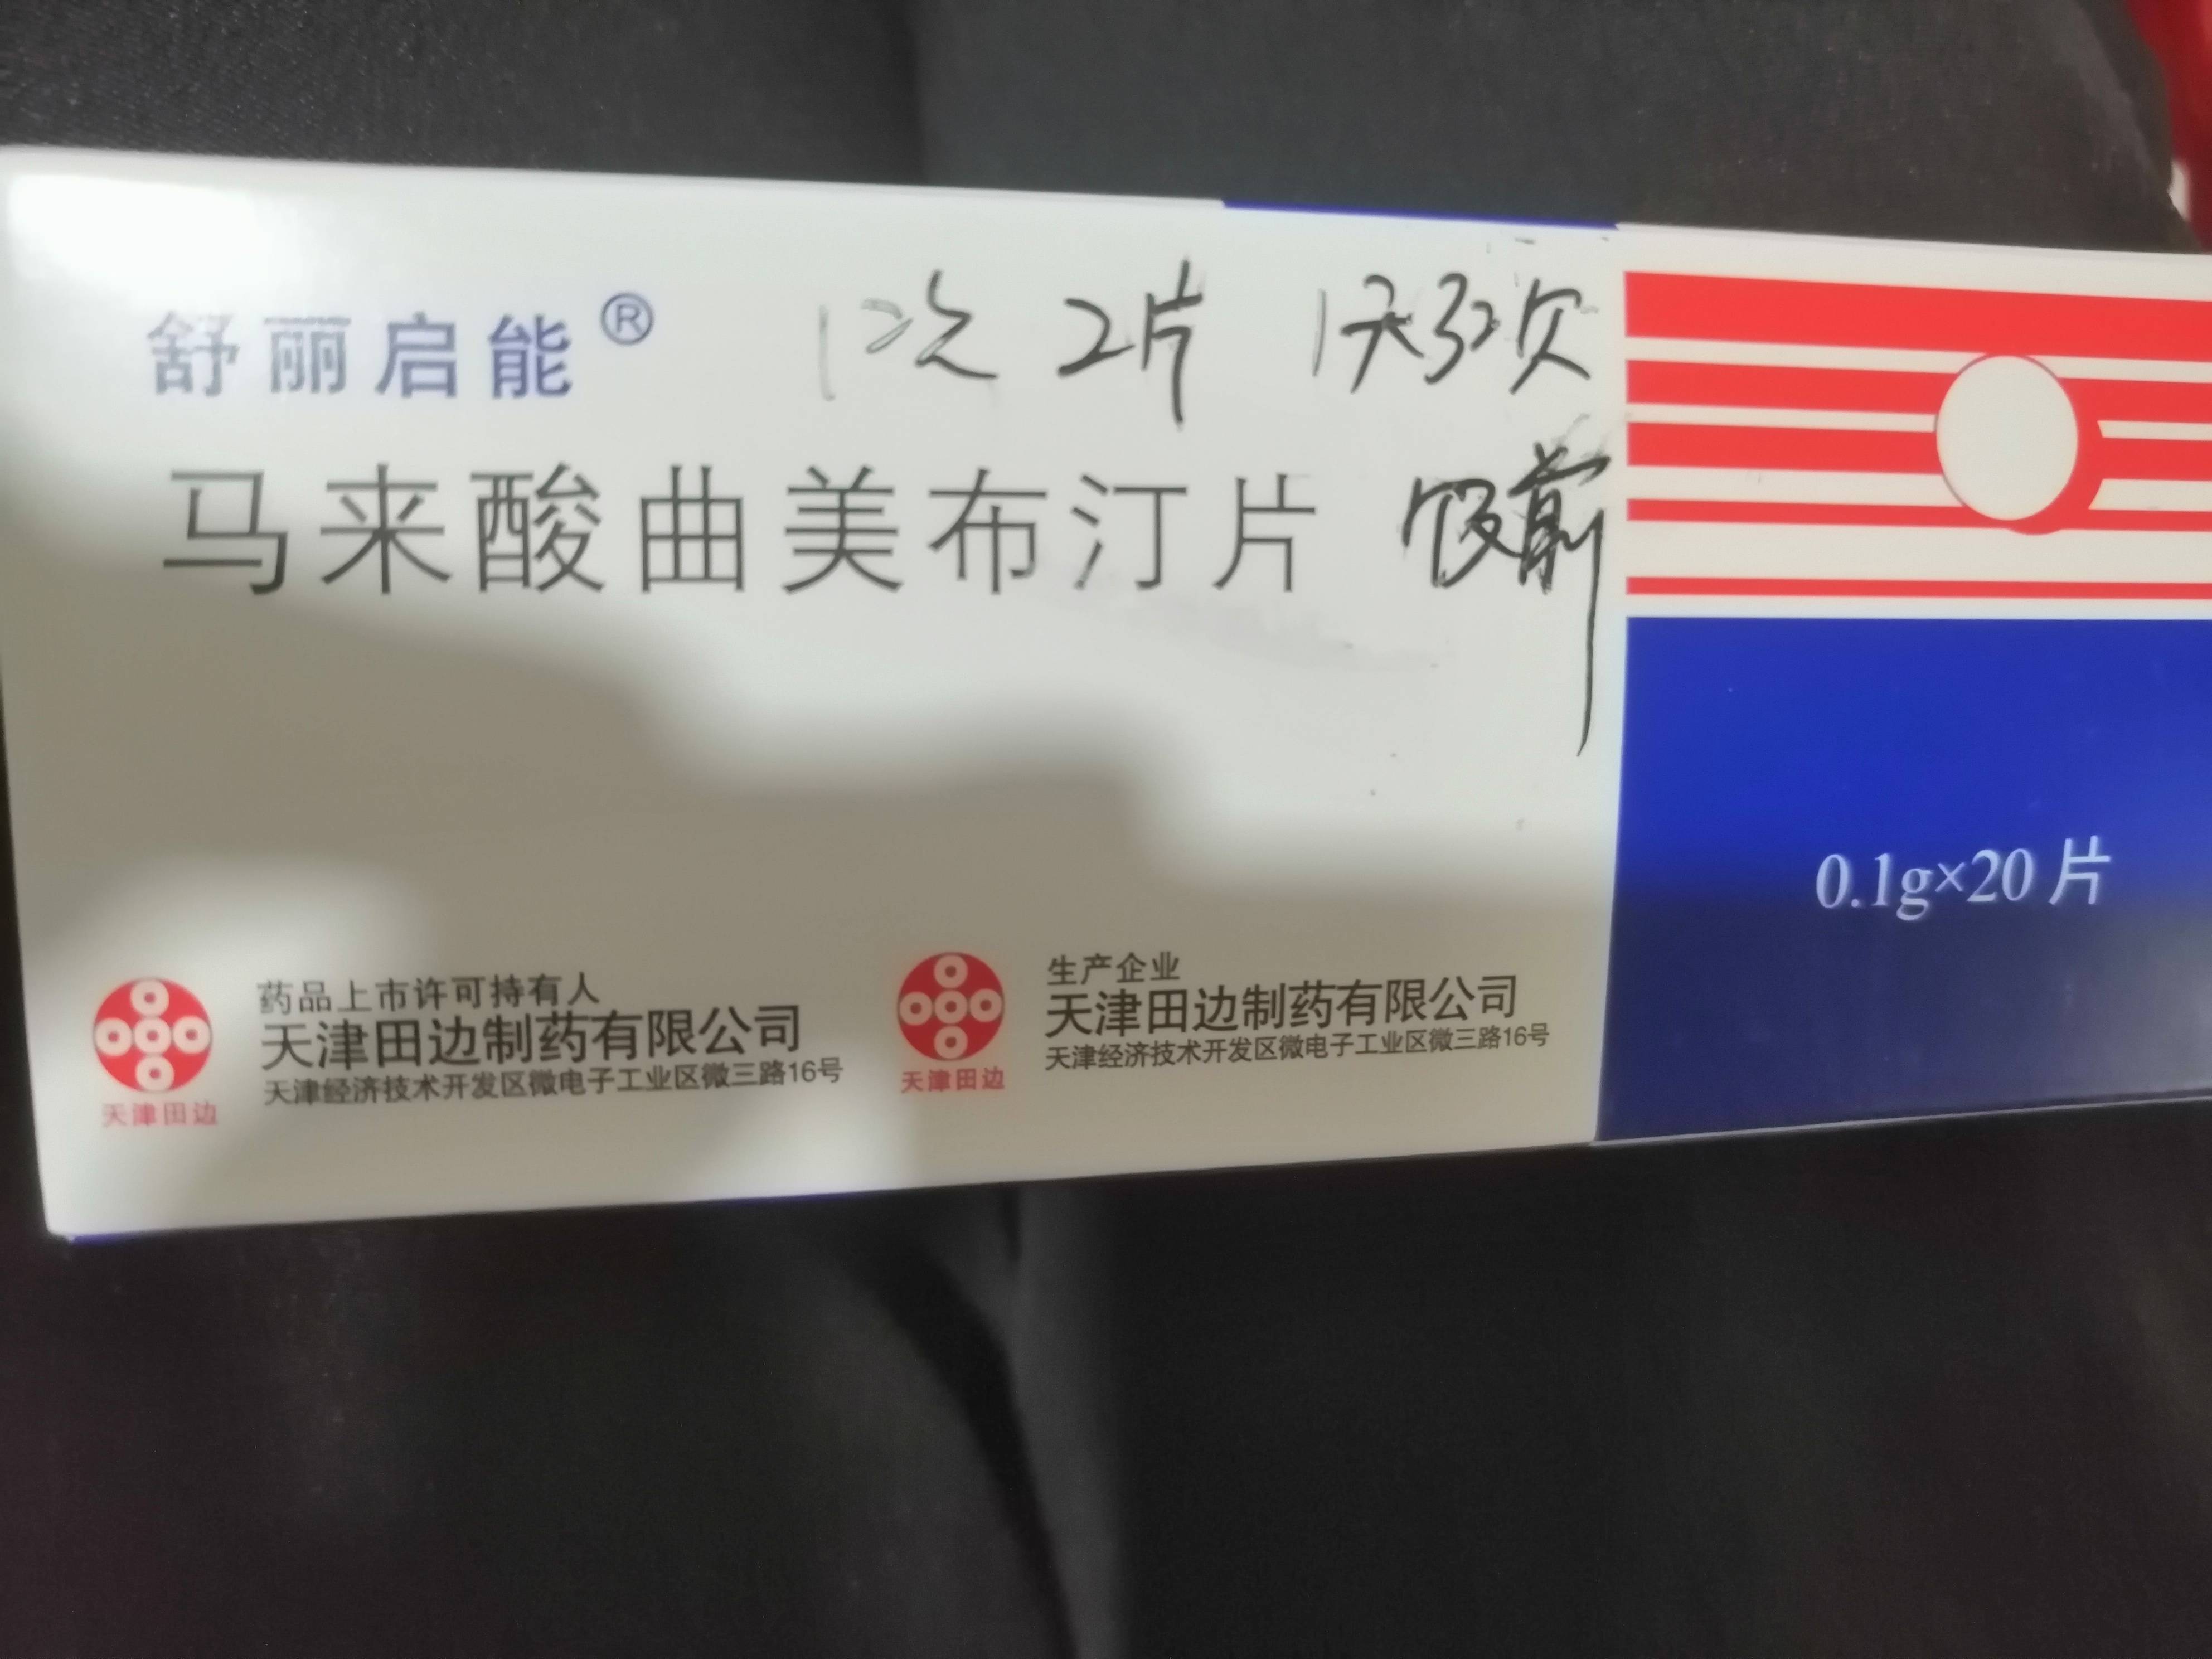 舒丽启能® 1次 2片 1天3次
马来酸曲美布汀片 饭前
0.1g×20 片
药品上市许可持有人
天津田边制药有限公司
天津经济技术开发区微电子工业区微三路16号
天津田边
生产企业
天津田边制药有限公司
天津经济技术开发区微电子工业区微三路16号
天津田边